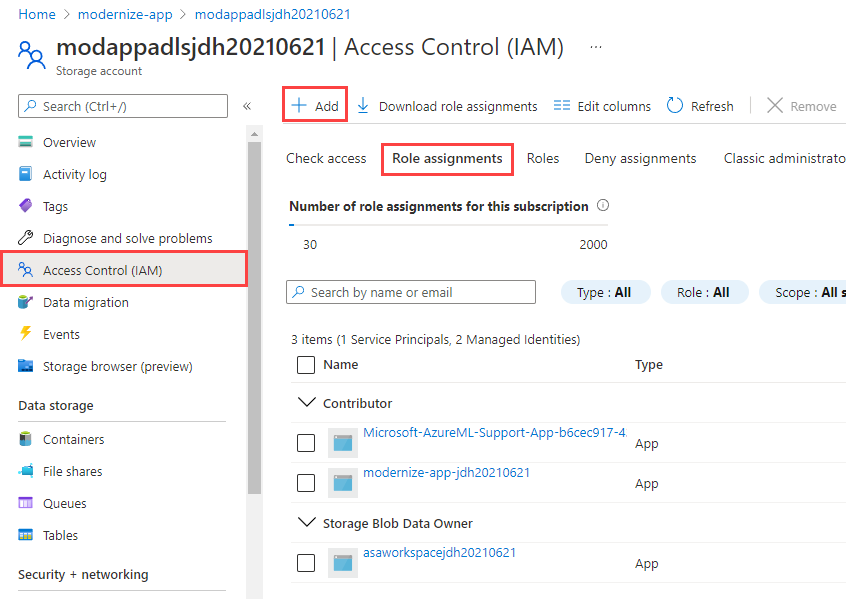 Home > modernize-app > modappadlsjdh20210621
modappadlsjdh20210621 | Access Control (IAM) ...
Storage account
Search (Ctrl+/)
«
Overview
Activity log
Tags
Diagnose and solve problems
Access Control (IAM)
Data migration
Events
Storage browser (preview)
Data storage
Containers
File shares
Queues
Tables
Security + networking
Add
Download role assignments
Edit columns
Refresh
Remove
Check access
Role assignments
Roles
Deny assignments
Classic administrato
Number of role assignments for this subscription
30
2000
Search by name or email
Type : All
Role : All
Scope : All s
3 items (1 Service Principals, 2 Managed Identities)
Name
Type
Contributor
Microsoft-AzureML-Support-App-b6cec917-4
App
modernize-app-jdh20210621
App
Storage Blob Data Owner
asaworkspacejdh20210621
App